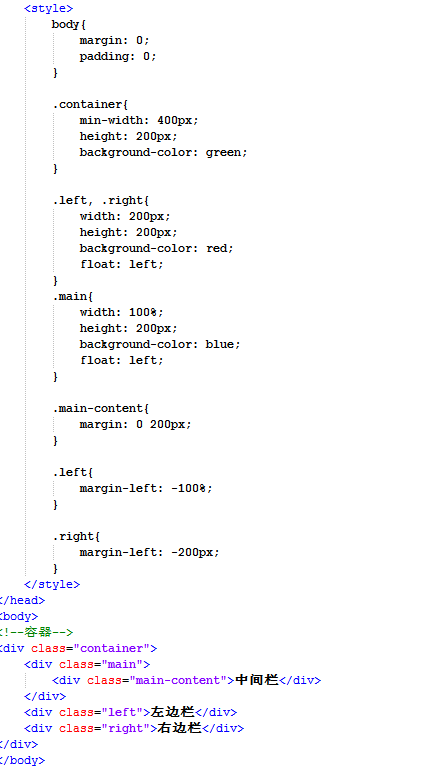 <style>
body{
margin: 0;
padding: 0;
}
.container{
min-width: 400px;
height: 200px;
background-color: green;
}
.left, .right{
width: 200px;
height: 200px;
background-color: red;
float: left;
}
.main{
width: 100%;
height: 200px;
background-color: blue;
float: left;
}
.main-content{
margin: 0 200px;
}
.left{
margin-left: -100%;
}
.right{
margin-left: -200px;
}
</style>
</head>
<body>
<!--容器-->
<div class="container">
<div class="main">
<div class="main-content">中间栏</div>
</div>
<div class="left">左边栏</div>
<div class="right">右边栏</div>
</div>
</body>